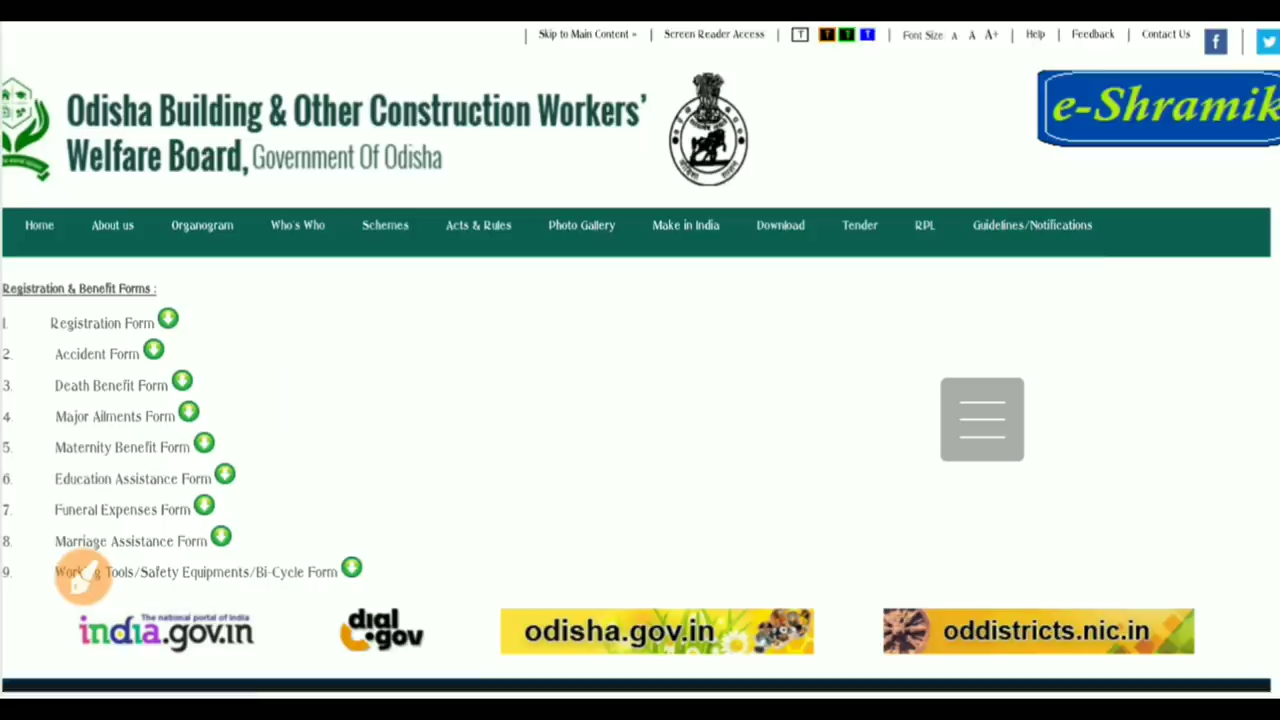 Skip to Main Content » | Screen Reader Access | T T T T | Font Size: A A A+ | Help | Feedback | Contact Us
Odisha Building & Other Construction Workers'
Welfare Board, Government Of Odisha
e-Shramik
Home About us Organogram Who's Who Schemes Acts & Rules Photo Gallery Make in India Download Tender RPL Guidelines/Notifications
Registration & Benefit Forms :
1. Registration Form
2. Accident Form
3. Death Benefit Form
4. Major Ailments Form
5. Maternity Benefit Form
6. Education Assistance Form
7. Funeral Expenses Form
8. Marriage Assistance Form
9. Working Tools/Safety Equipments/Bi-Cycle Form
The national portal of India
india.gov.in
dial.gov
odisha.gov.in
oddistricts.nic.in